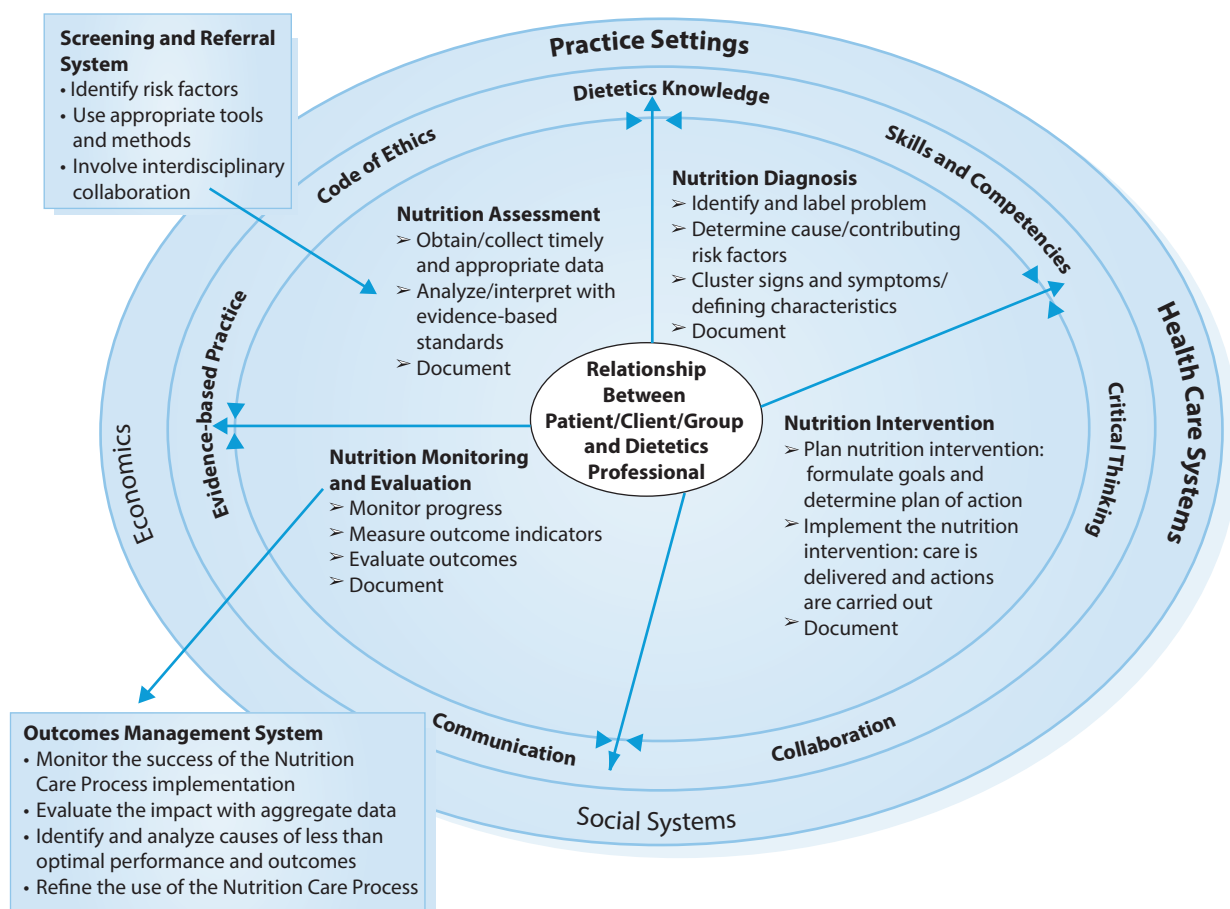 Screening and Referral
System
• Identify risk factors
• Use appropriate tools
and methods
• Involve interdisciplinary
collaboration
Practice Settings
Dietetics Knowledge
Code of Ethics
Skills and Competencies
Nutrition Assessment
➢ Obtain/collect timely
and appropriate data
➢ Analyze/interpret with
evidence-based
standards
➢ Document
Nutrition Diagnosis
➢ Identify and label problem
➢ Determine cause/contributing
risk factors
➢ Cluster signs and symptoms/
defining characteristics
➢ Document
Relationship
Between
Patient/Client/Group
and Dietetics
Professional
Evidence-based Practice
Economics
Critical Thinking
Health Care Systems
Nutrition Monitoring
and Evaluation
➢ Monitor progress
➢ Measure outcome indicators
➢ Evaluate outcomes
➢ Document
Nutrition Intervention
➢ Plan nutrition intervention:
formulate goals and
determine plan of action
➢ Implement the nutrition
intervention: care is
delivered and actions
are carried out
➢ Document
Communication
Collaboration
Social Systems
Outcomes Management System
• Monitor the success of the Nutrition
Care Process implementation
• Evaluate the impact with aggregate data
• Identify and analyze causes of less than
optimal performance and outcomes
• Refine the use of the Nutrition Care Process